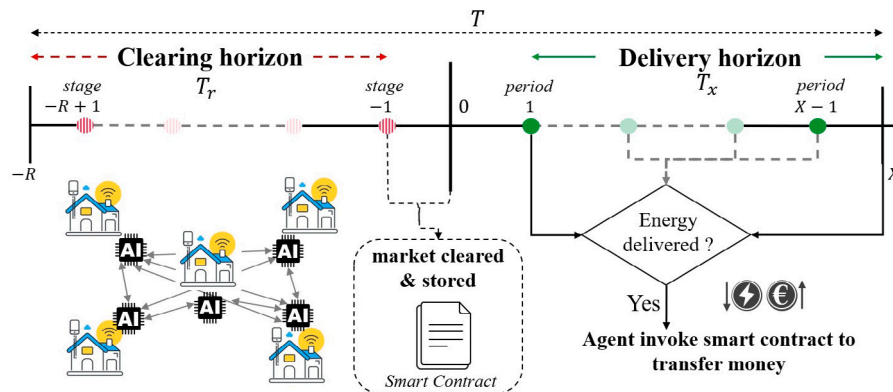 T
Clearing horizon
Delivery horizon
T_r
T_x
stage
−R + 1
stage
−1
0
period
1
period
X − 1
−R
X
AI
AI
AI
AI
AI
market cleared
& stored
Smart Contract
Energy
delivered ?
Yes
€
Agent invoke smart contract to
transfer money